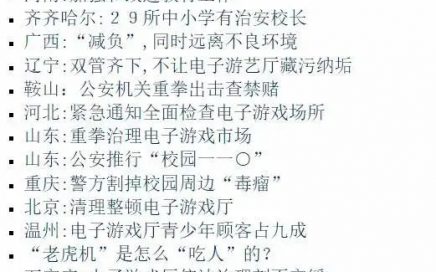 齐齐哈尔:29所中小学有治安校长
广西:“减负”,同时远离不良环境
辽宁:双管齐下,不让电子游艺厅藏污纳垢
鞍山：公安机关重拳出击查禁赌
河北:紧急通知全面检查电子游戏场所
山东:重拳治理电子游戏市场
山东:公安推行“校园一一○”
重庆:警方割掉校园周边“毒瘤”
北京:清理整顿电子游戏厅
温州:电子游戏厅青少年顾客占九成
“老虎机”是怎么“吃人”的?